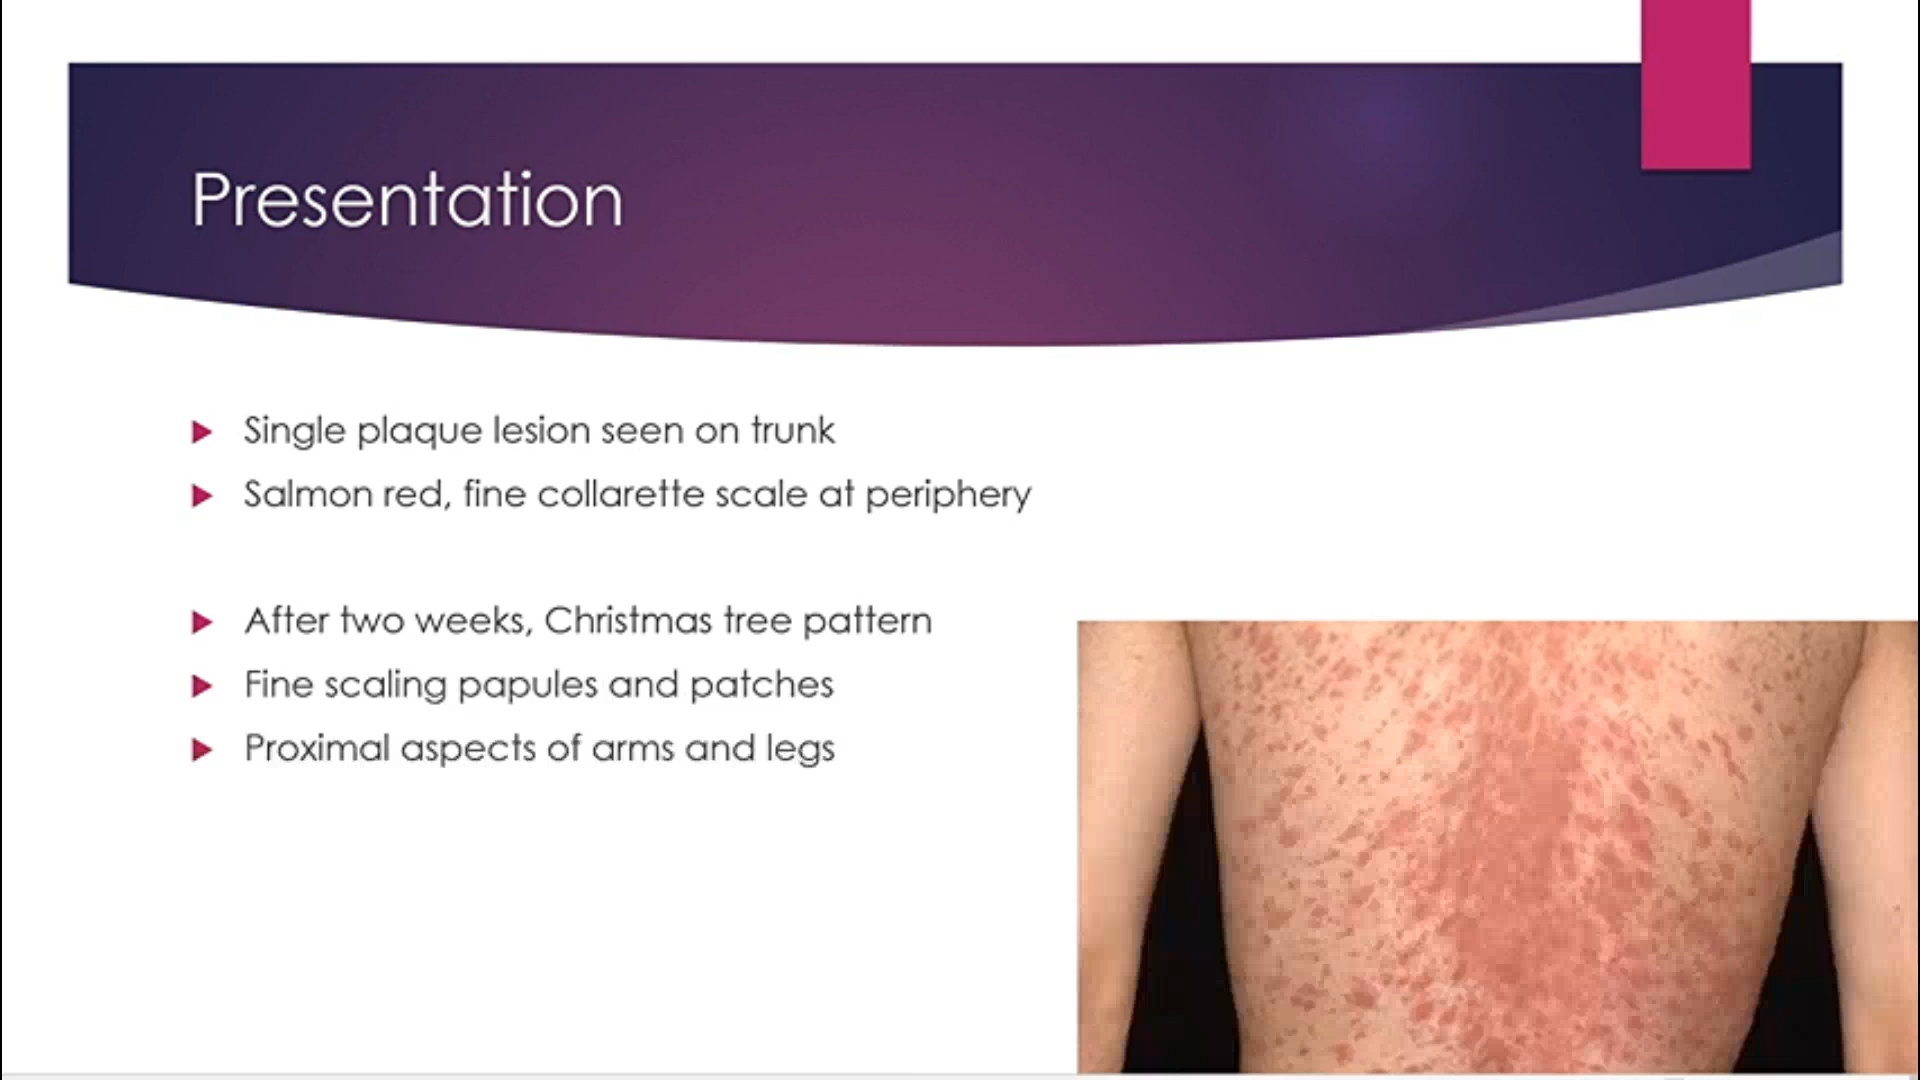 Presentation
Single plaque lesion seen on trunk
Salmon red, fine collarette scale at periphery
After two weeks, Christmas tree pattern
Fine scaling papules and patches
Proximal aspects of arms and legs